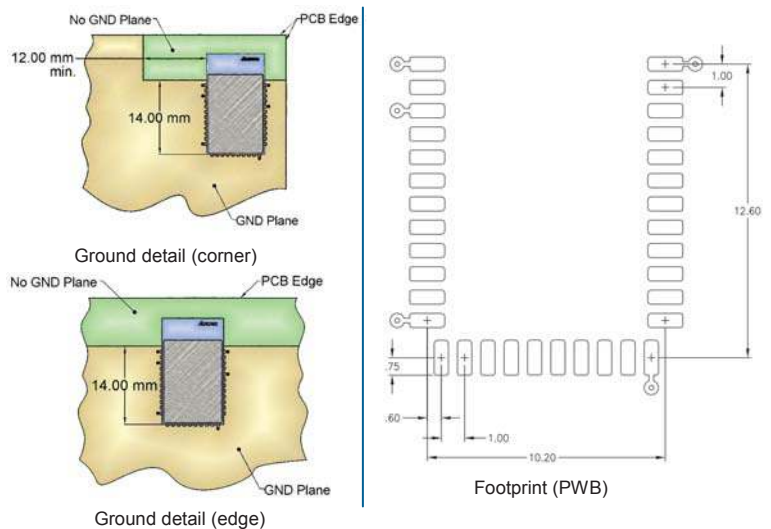 No GND Plane
PCB Edge
12.00 mm
min.
14.00 mm
GND Plane
Ground detail (corner)
No GND Plane
PCB Edge
14.00 mm
GND Plane
Ground detail (edge)
1.00
12.60
.75
.60
1.00
10.20
Footprint (PWB)